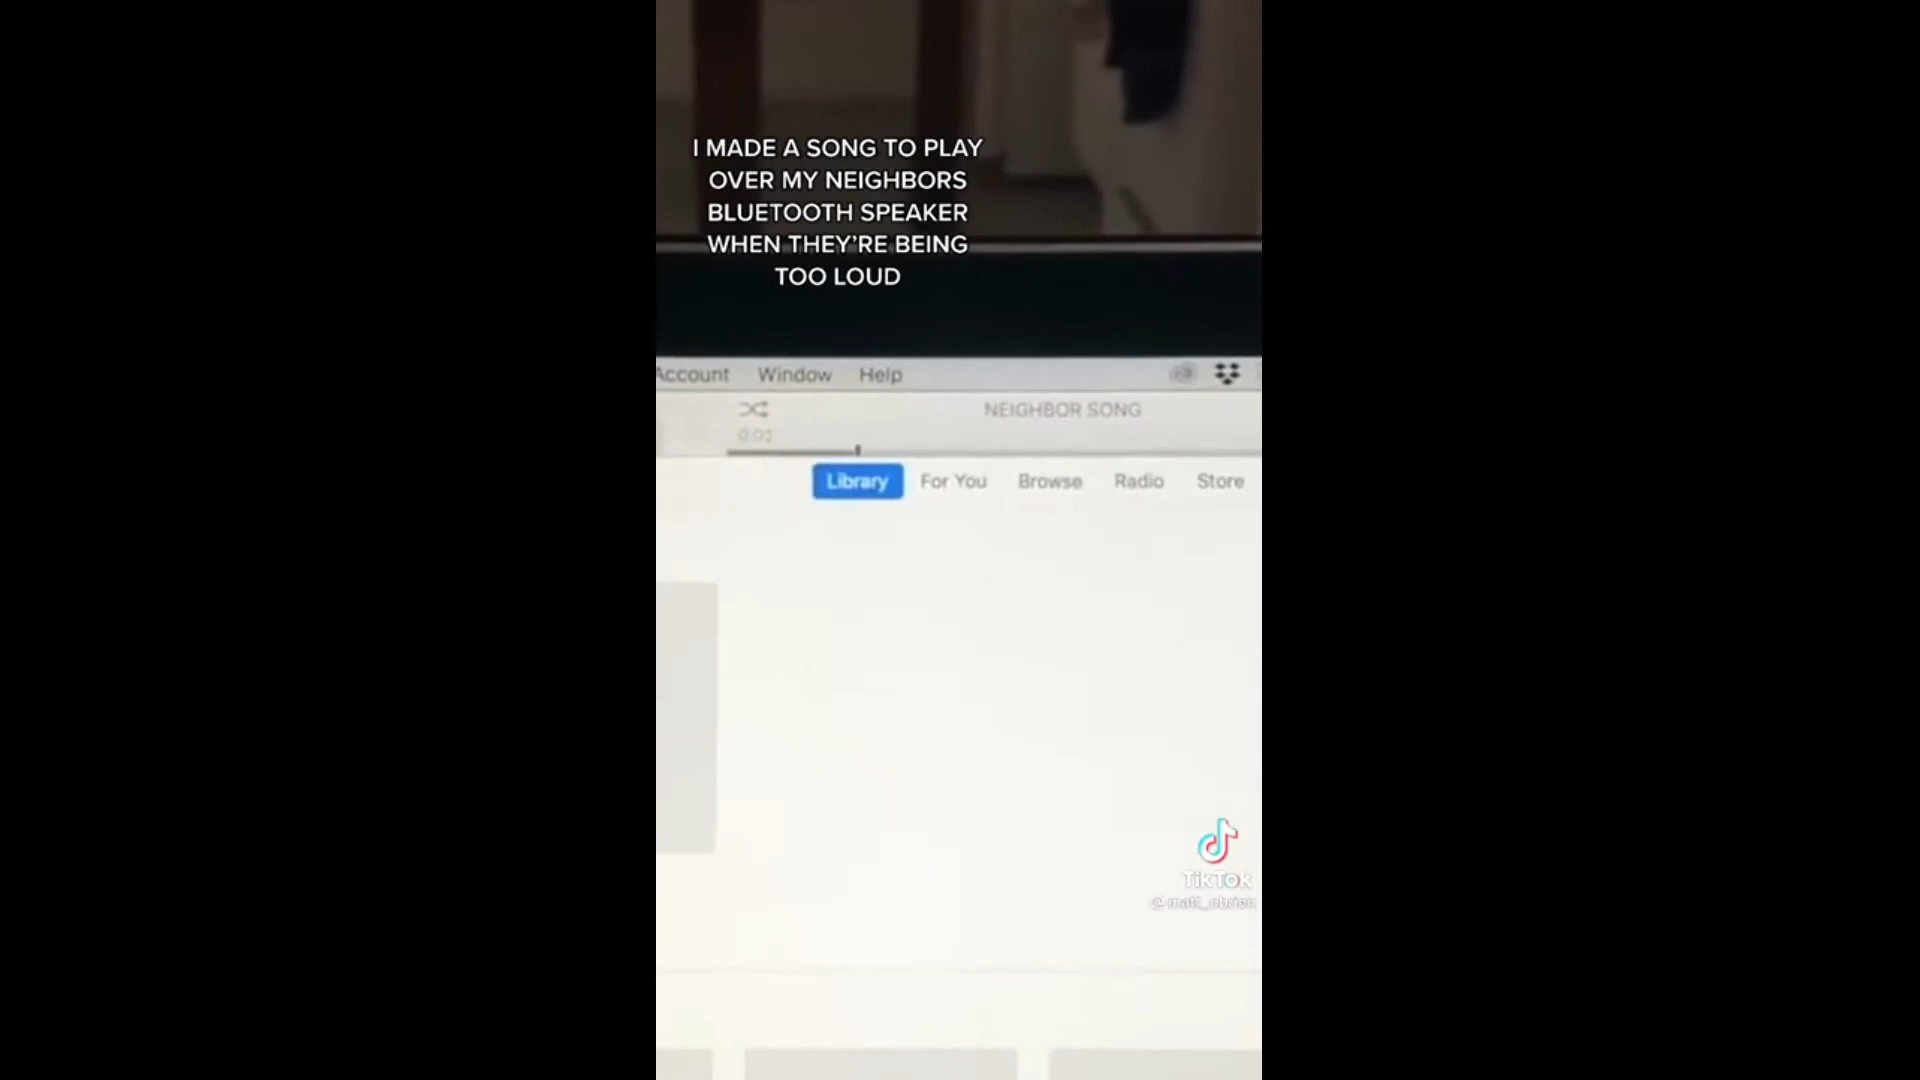 I MADE A SONG TO PLAY
OVER MY NEIGHBORS
BLUETOOTH SPEAKER
WHEN THEY'RE BEING
TOO LOUD
Account Window Help
NEIGHBOR SONG
Library For You Browse Radio Store
TikTok
@matt_obrien